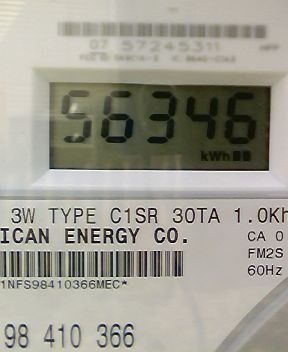 07 57245311
56346
kWh
3W TYPE C1SR 30TA 1.0Kh
ICAN ENERGY CO.
CA 0
FM2S
60Hz
1NFS98410366MEC*
98 410 366